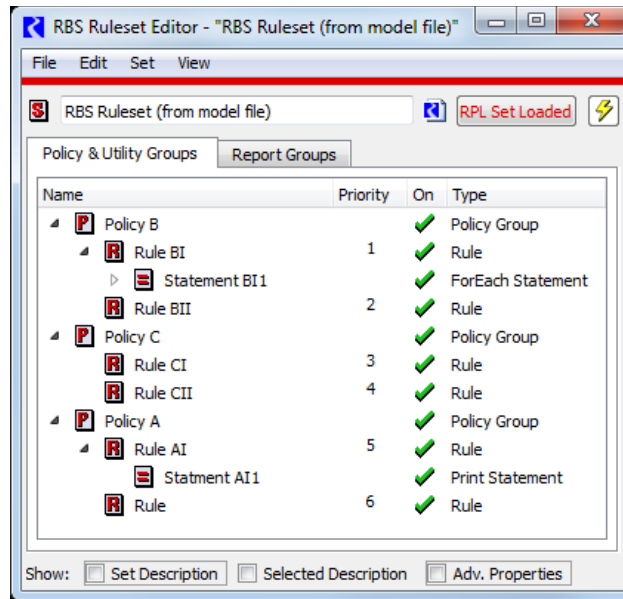 RBS Ruleset Editor - "RBS Ruleset (from model file)"
File Edit Set View
S RBS Ruleset (from model file) RPL Set Loaded
Policy & Utility Groups Report Groups
Name Priority On Type
P Policy B Policy Group
R Rule BI 1 Rule
Statement BI1 ForEach Statement
R Rule BII 2 Rule
P Policy C Policy Group
R Rule CI 3 Rule
R Rule CII 4 Rule
P Policy A Policy Group
R Rule AI 5 Rule
Statment AI1 Print Statement
R Rule 6 Rule
Show: Set Description Selected Description Adv. Properties